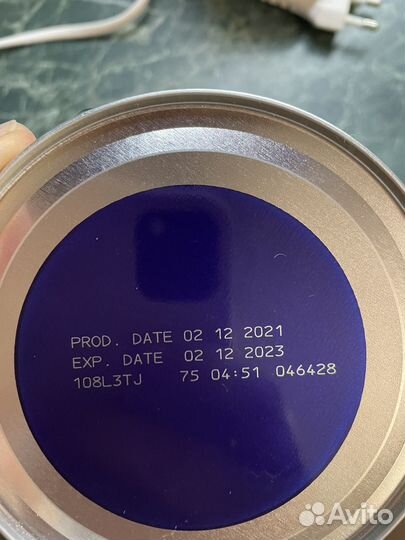 PROD. DATE 02 12 2021
EXP. DATE 02 12 2023
108L3TJ 75 04:51 046428
Avito